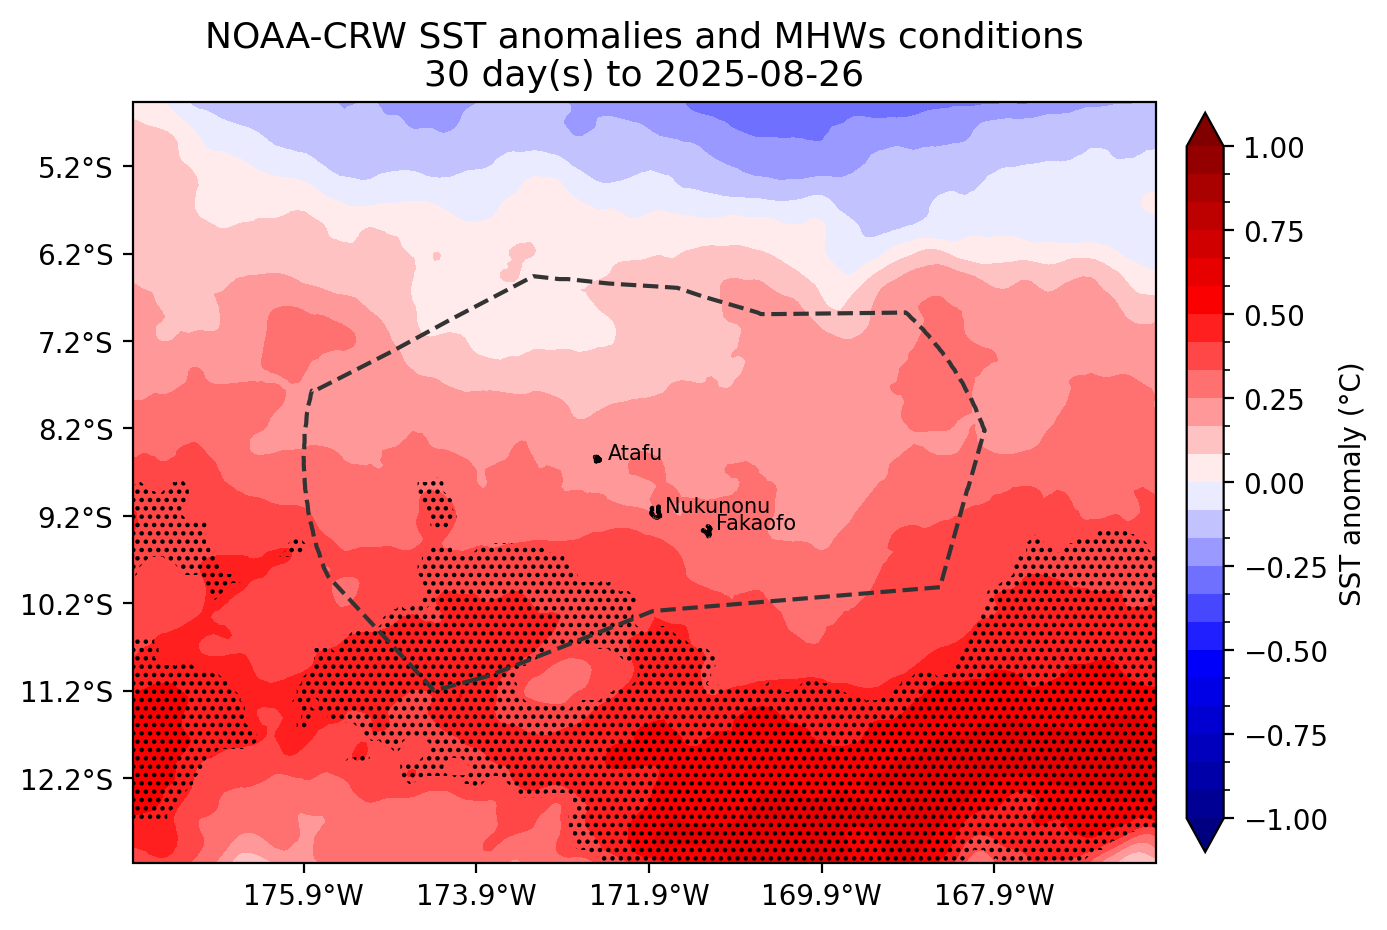 NOAA-CRW SST anomalies and MHWs conditions
30 day(s) to 2025-08-26
5.2°S
6.2°S
7.2°S
8.2°S
9.2°S
10.2°S
11.2°S
12.2°S
Atafu
Nukunonu
Fakaofo
175.9°W
173.9°W
171.9°W
169.9°W
167.9°W
1.00
0.75
0.50
0.25
0.00
−0.25
−0.50
−0.75
−1.00
SST anomaly (°C)